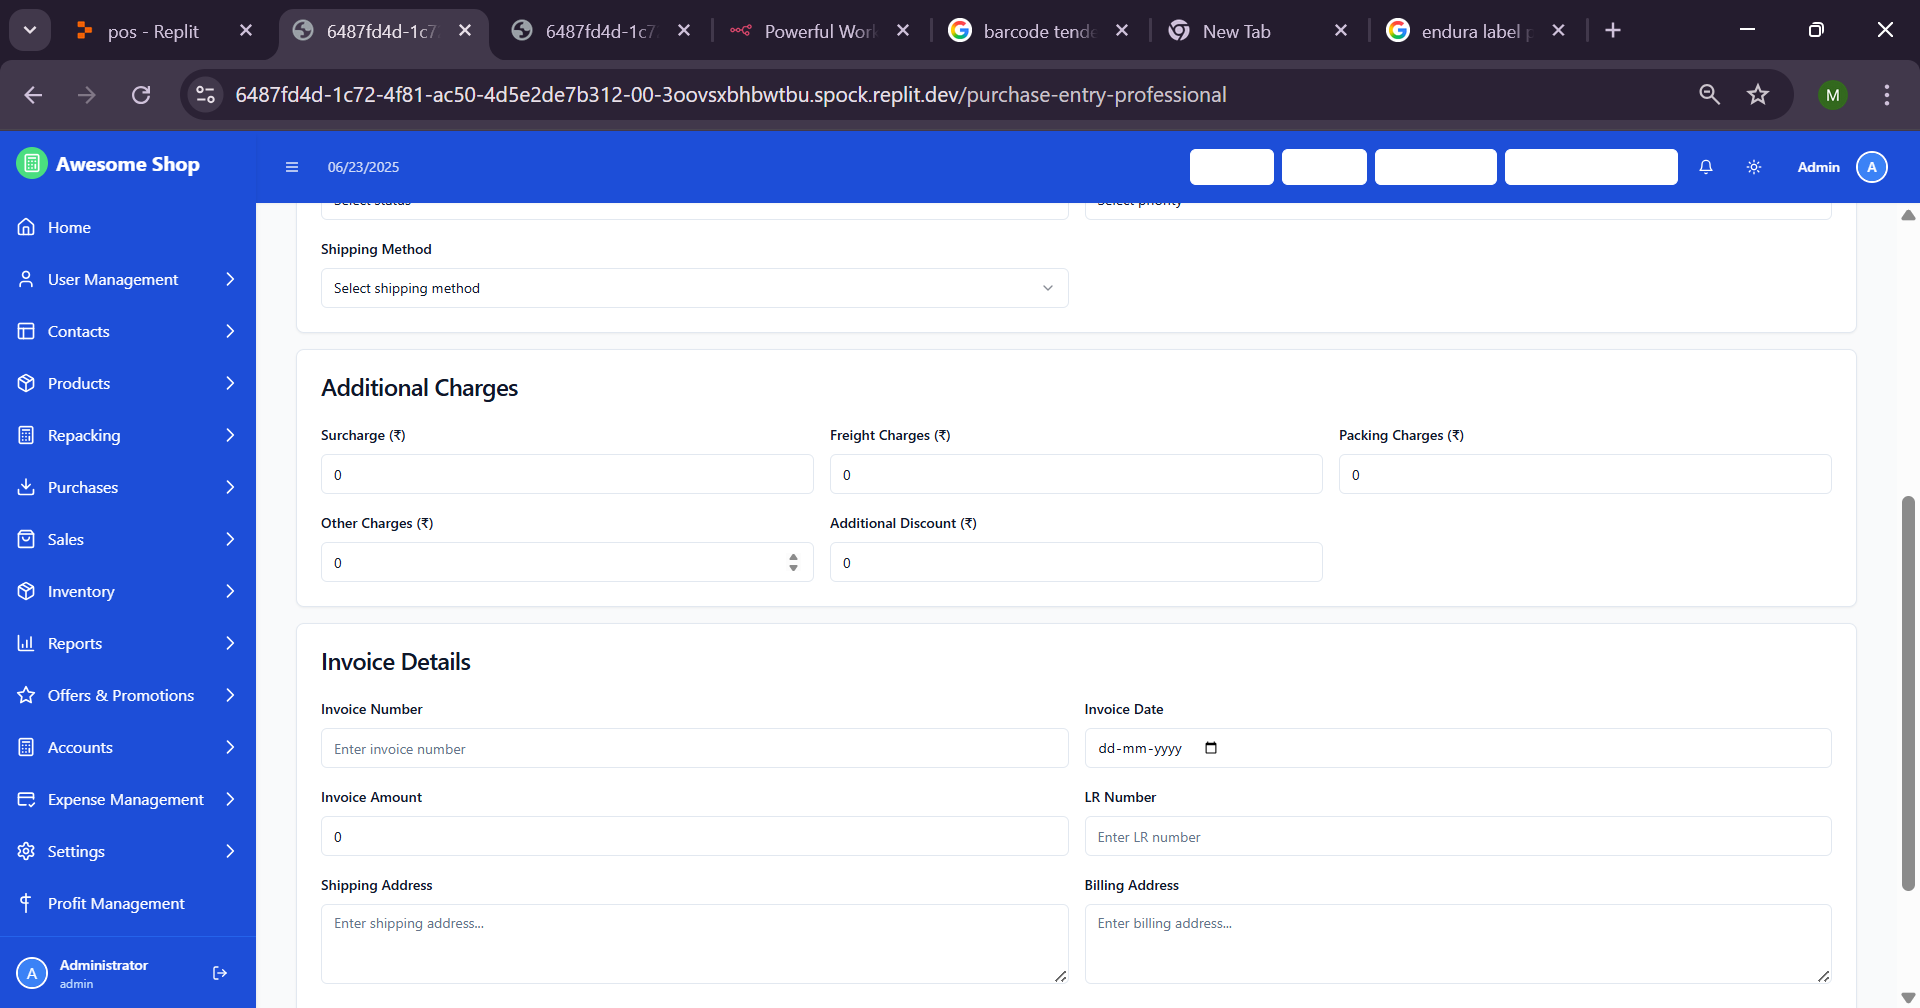 pos - Replit
6487fd4d-1c7
6487fd4d-1c7
Powerful Work
barcode tende
New Tab
endura label p
6487fd4d-1c72-4f81-ac50-4d5e2de7b312-00-3oovsxbhbwtbu.spock.replit.dev/purchase-entry-professional
M
Awesome Shop
06/23/2025
Admin
A
Home
User Management
Contacts
Products
Repacking
Purchases
Sales
Inventory
Reports
Offers & Promotions
Accounts
Expense Management
Settings
Profit Management
A
Administrator
admin
Select status
Select priority
Shipping Method
Select shipping method
Additional Charges
Surcharge (₹)
Freight Charges (₹)
Packing Charges (₹)
0
0
0
Other Charges (₹)
Additional Discount (₹)
0
0
Invoice Details
Invoice Number
Invoice Date
Enter invoice number
dd-mm-yyyy
Invoice Amount
LR Number
0
Enter LR number
Shipping Address
Billing Address
Enter shipping address...
Enter billing address...